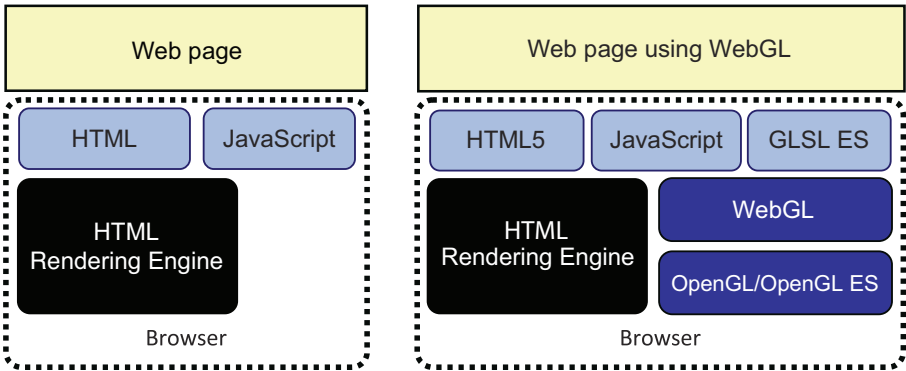 Web page
HTML
JavaScript
HTML
Rendering Engine
Browser
Web page using WebGL
HTML5
JavaScript
GLSL ES
HTML
Rendering Engine
WebGL
OpenGL/OpenGL ES
Browser